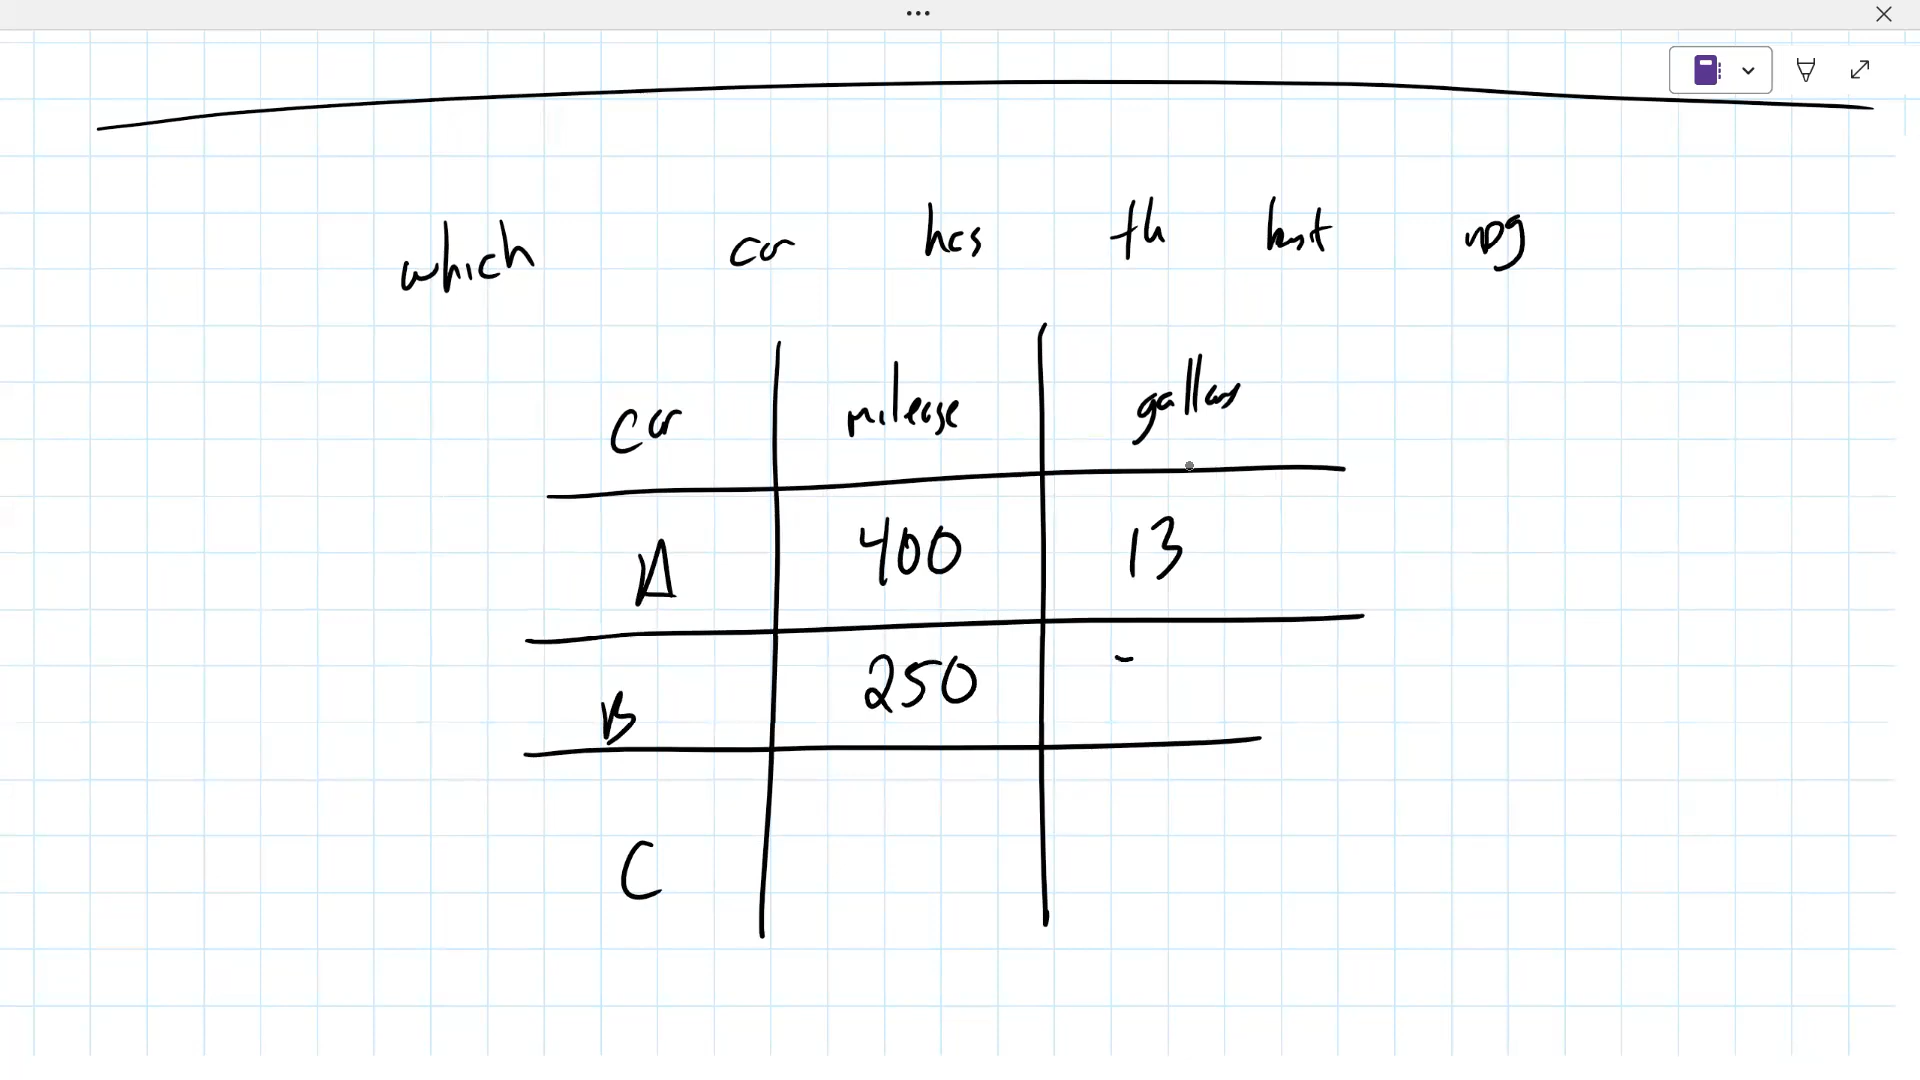 which car has the best mpg
car mileage gallons
A 400 13
B 250 -
C